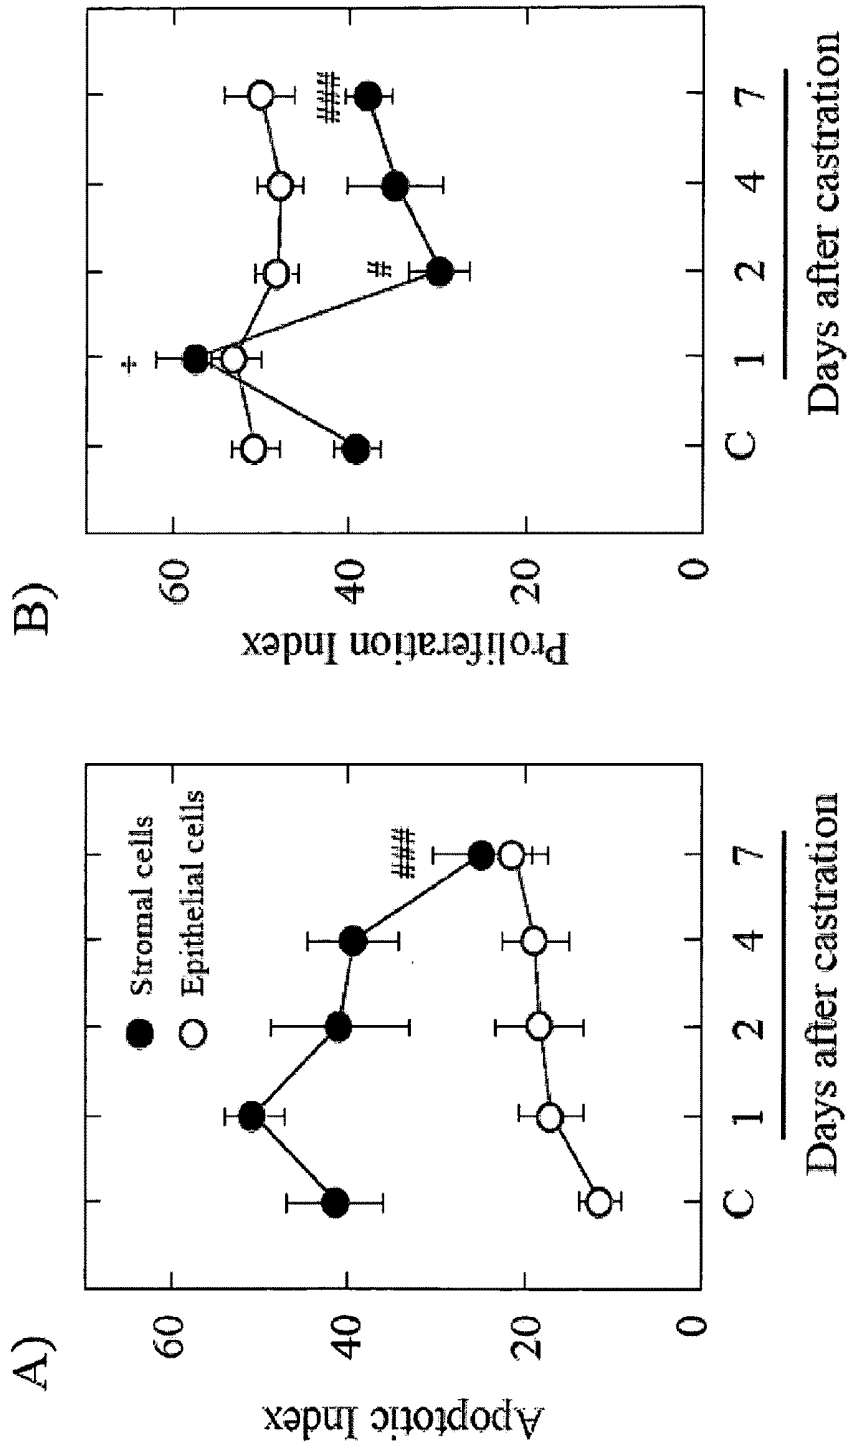 A)
Apoptotic Index
60
40
20
0
Stromal cells
Epithelial cells
###
C 1 2 4 7
Days after castration
B)
Proliferation Index
60
40
20
0
#
###
C 1 2 4 7
Days after castration